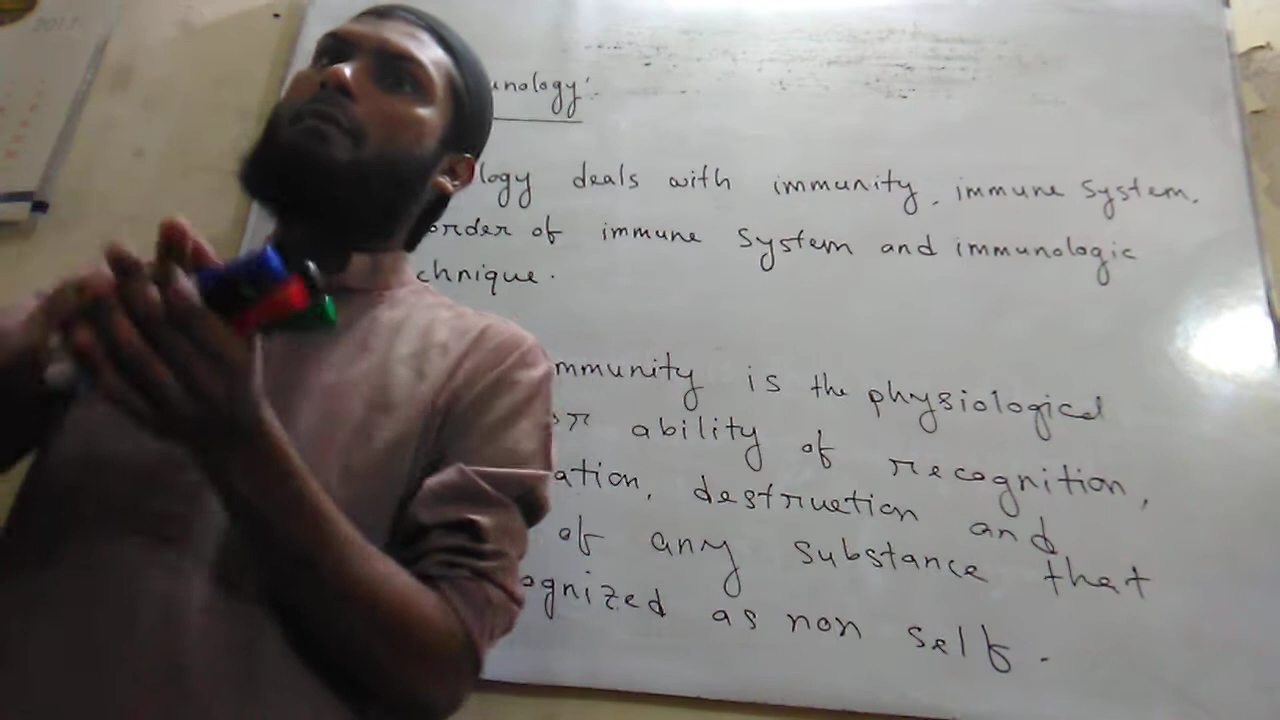 unology:
logy deals with immunity, immune system,
order of immune system and immunologic
chnique.
mmunity is the physiological
or ability of recognition,
ation, destruction and
of any substance that
ognized as non self.